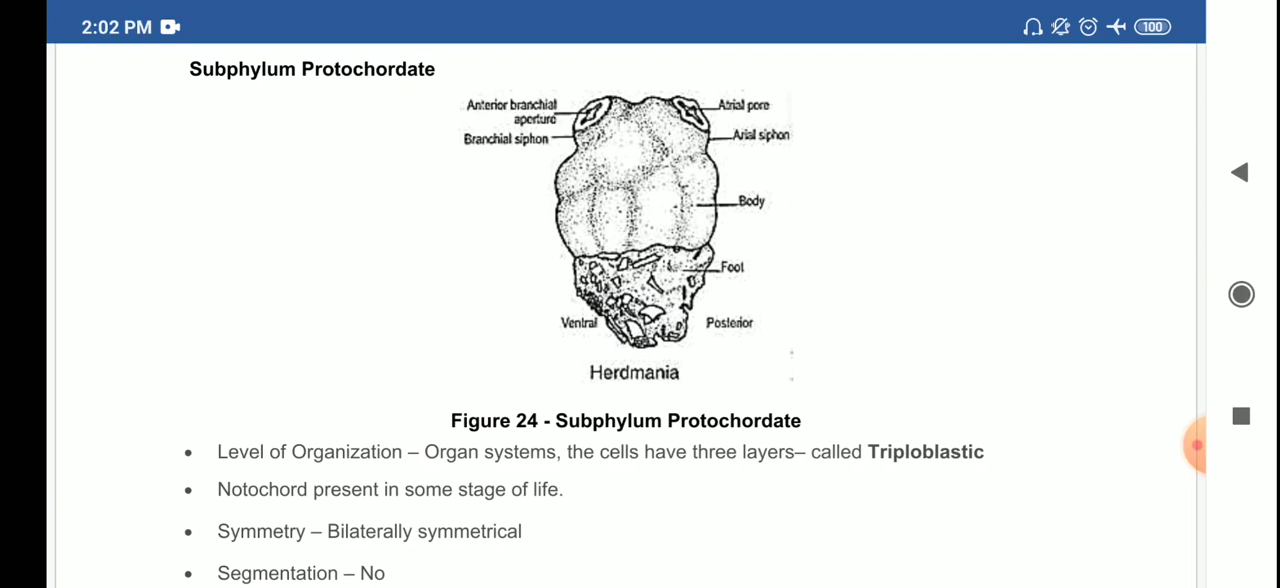 2:02 PM
100
Subphylum Protochordate
Anterior branchial
aperture
Branchial siphon
Atrial pore
Arial siphon
Body
Foot
Ventral
Posterior
Herdmania
Figure 24 - Subphylum Protochordate
• Level of Organization – Organ systems, the cells have three layers– called Triploblastic
• Notochord present in some stage of life.
• Symmetry – Bilaterally symmetrical
• Segmentation – No